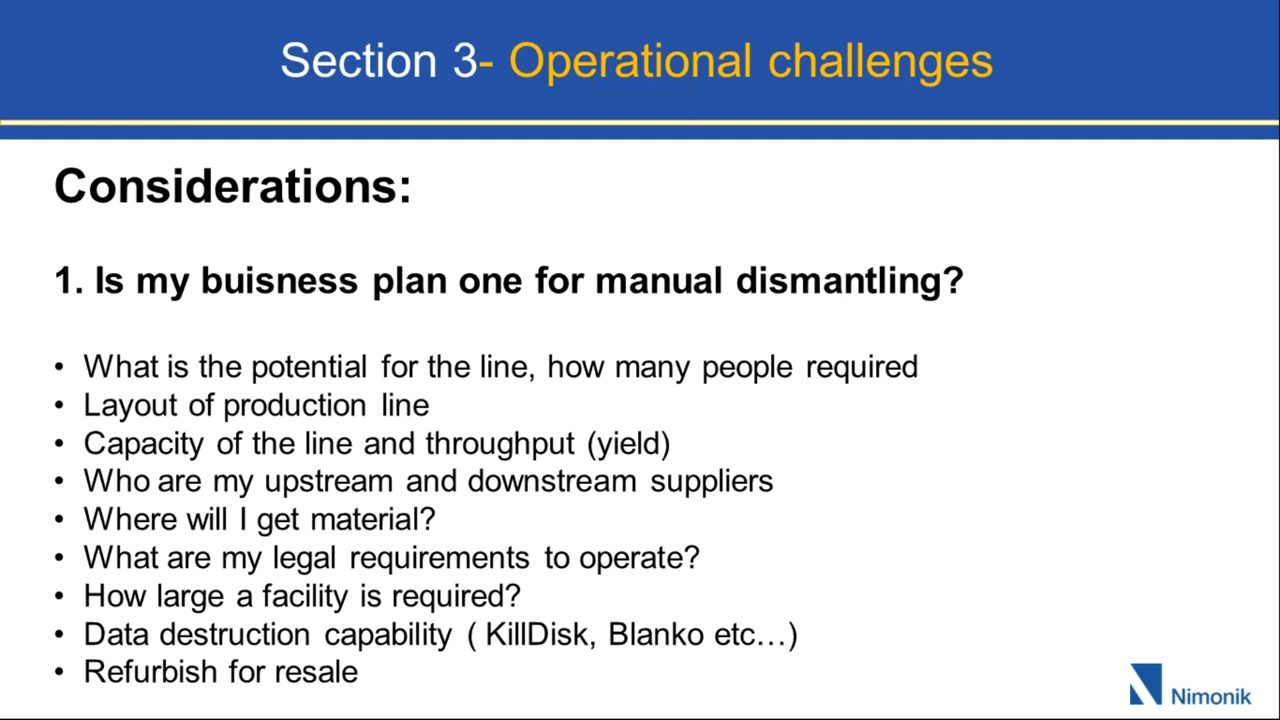 Section 3- Operational challenges
Considerations:
1. Is my buisness plan one for manual dismantling?
• What is the potential for the line, how many people required
• Layout of production line
• Capacity of the line and throughput (yield)
• Who are my upstream and downstream suppliers
• Where will I get material?
• What are my legal requirements to operate?
• How large a facility is required?
• Data destruction capability ( KillDisk, Blanko etc…)
• Refurbish for resale
Nimonik